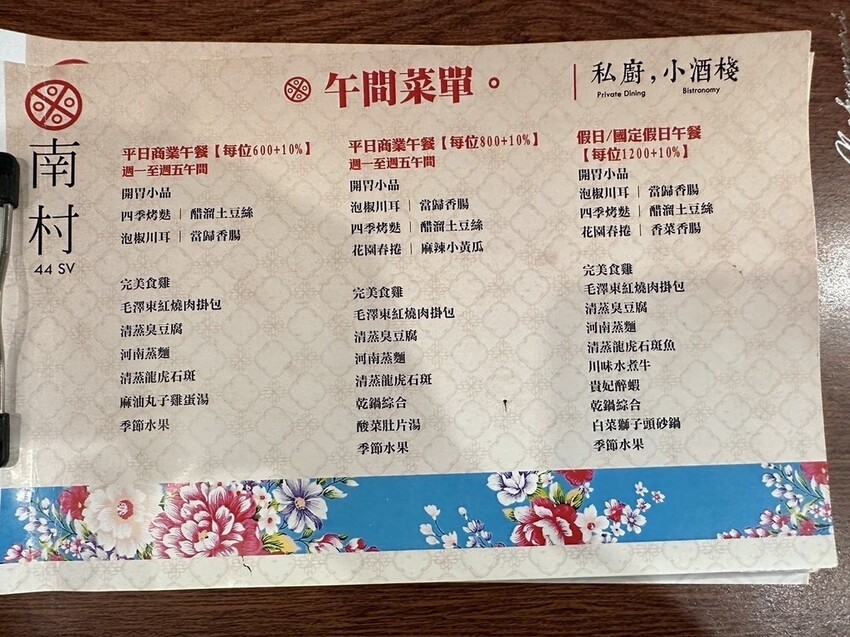 午間菜單。
私廚，小酒棧
Private Dining Bistronomy
南村
44 SV
平日商業午餐【每位600+10%】
週一至週五午間
開胃小品
四季烤麩｜醋溜土豆絲
泡椒川耳｜當歸香腸
完美食雞
毛澤東紅燒肉掛包
清蒸臭豆腐
河南蒸麵
清蒸龍虎石斑
麻油丸子雞蛋湯
季節水果
平日商業午餐【每位800+10%】
週一至週五午間
開胃小品
泡椒川耳｜當歸香腸
四季烤麩｜醋溜土豆絲
花園春捲｜麻辣小黃瓜
完美食雞
毛澤東紅燒肉掛包
清蒸臭豆腐
河南蒸麵
清蒸龍虎石斑
乾鍋綜合
酸菜肚片湯
季節水果
假日/國定假日午餐
【每位1200+10%】
開胃小品
泡椒川耳｜當歸香腸
四季烤麩｜醋溜土豆絲
花園春捲｜香菜香腸
完美食雞
毛澤東紅燒肉掛包
清蒸臭豆腐
河南蒸麵
清蒸龍虎石斑魚
川味水煮牛
貴妃醉蝦
乾鍋綜合
白菜獅子頭砂鍋
季節水果